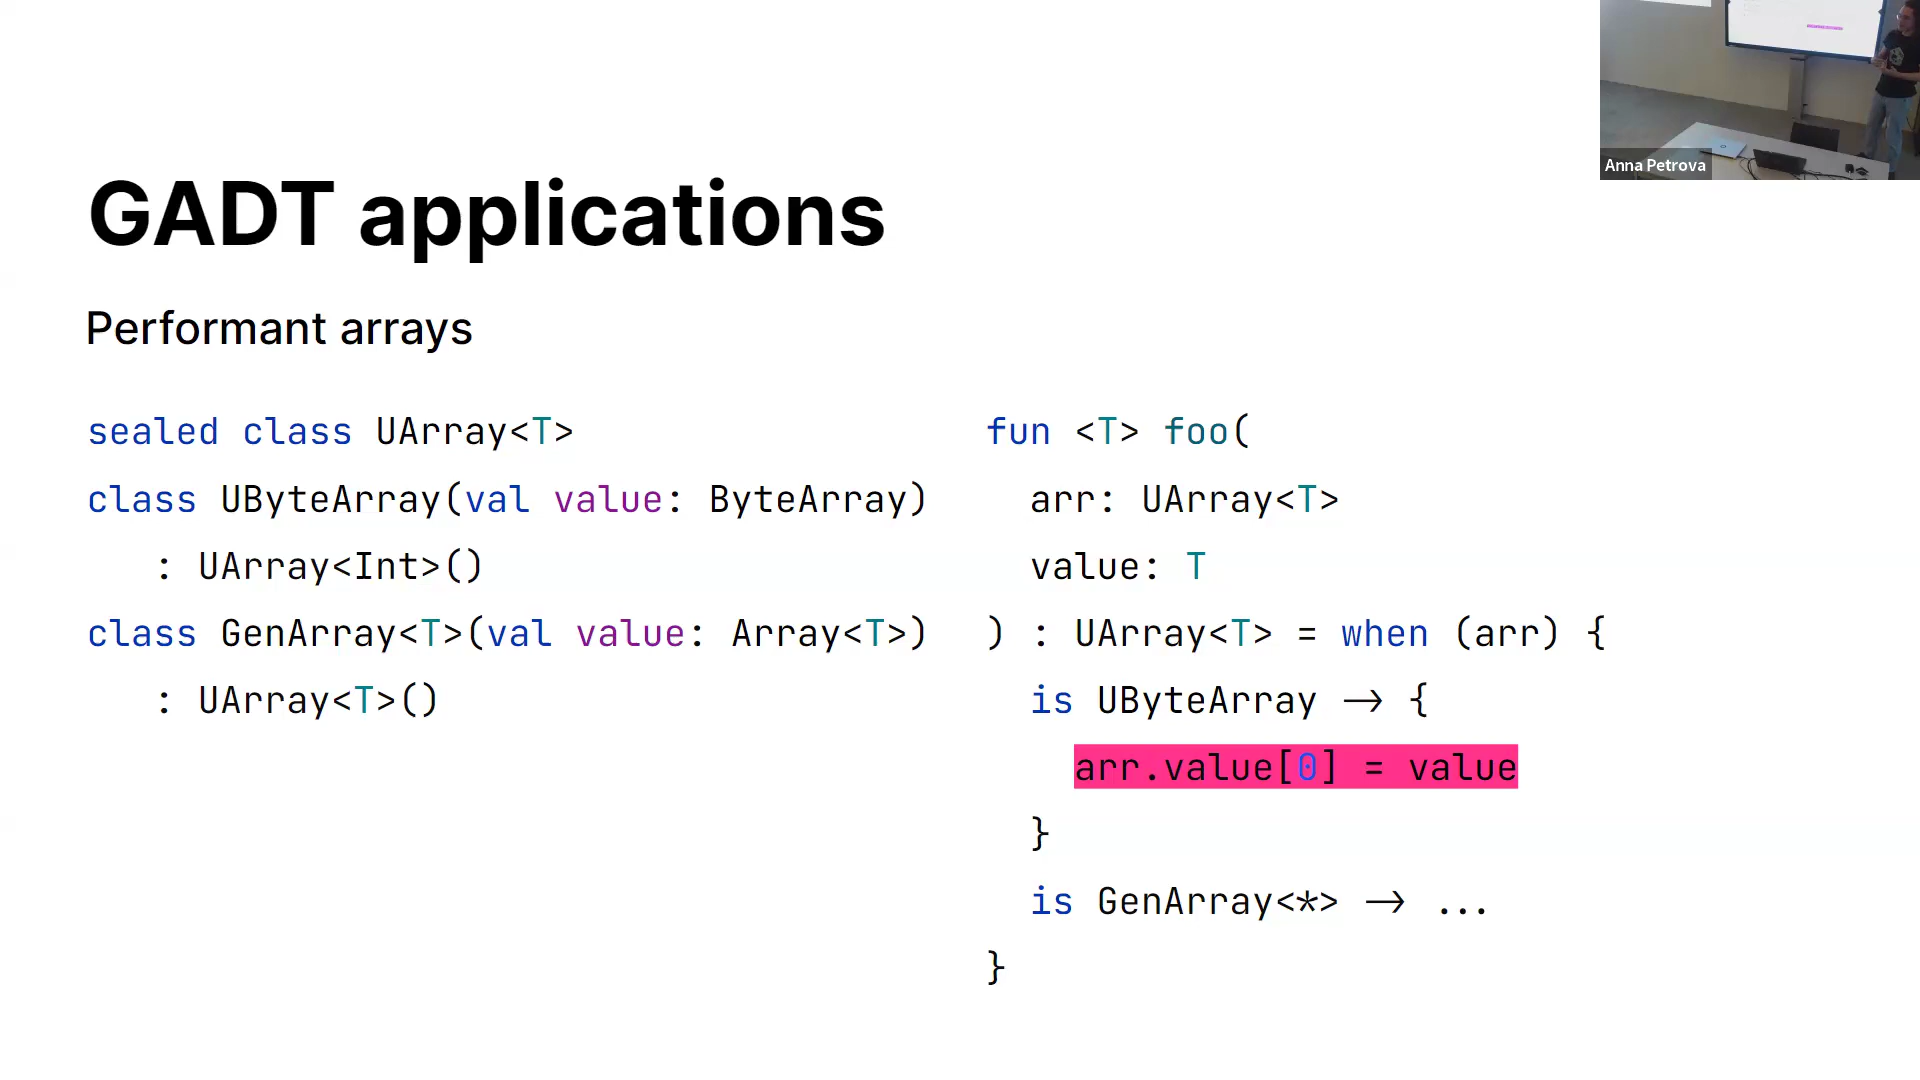 GADT applications
Performant arrays
sealed class UArray<T>
class UByteArray(val value: ByteArray)
: UArray<Int>()
class GenArray<T>(val value: Array<T>)
: UArray<T>()
fun <T> foo(
arr: UArray<T>
value: T
) : UArray<T> = when (arr) {
is UByteArray → {
arr.value[0] = value
}
is GenArray<*> → ...
}
Anna Petrova